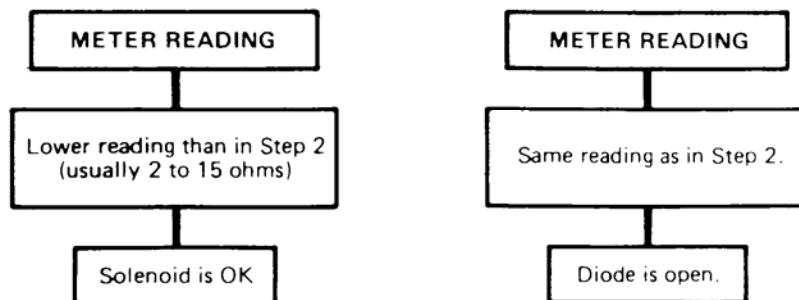 METER READING
Lower reading than in Step 2
(usually 2 to 15 ohms)
Solenoid is OK
METER READING
Same reading as in Step 2.
Diode is open.